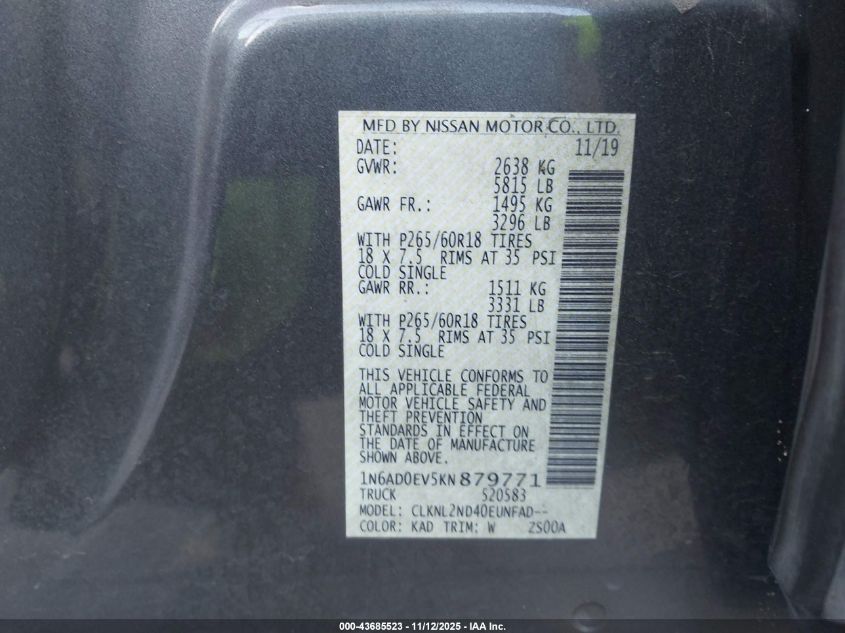 MFD BY NISSAN MOTOR CO., LTD.
DATE: 11/19
GVWR: 2638 KG
5815 LB
GAWR FR.: 1495 KG
3296 LB
WITH P265/60R18 TIRES
18 X 7.5 RIMS AT 35 PSI
COLD SINGLE
GAWR RR.: 1511 KG
3331 LB
WITH P265/60R18 TIRES
18 X 7.5 RIMS AT 35 PSI
COLD SINGLE
THIS VEHICLE CONFORMS TO
ALL APPLICABLE FEDERAL
MOTOR VEHICLE SAFETY AND
THEFT PREVENTION
STANDARDS IN EFFECT ON
THE DATE OF MANUFACTURE
SHOWN ABOVE.
1N6AD0EV5KN879771
TRUCK 520583
MODEL: CLKNL2ND40EUNFAD--
COLOR: KAD TRIM: W 2S00A
000-43685523 - 11/12/2025 - IAA Inc.